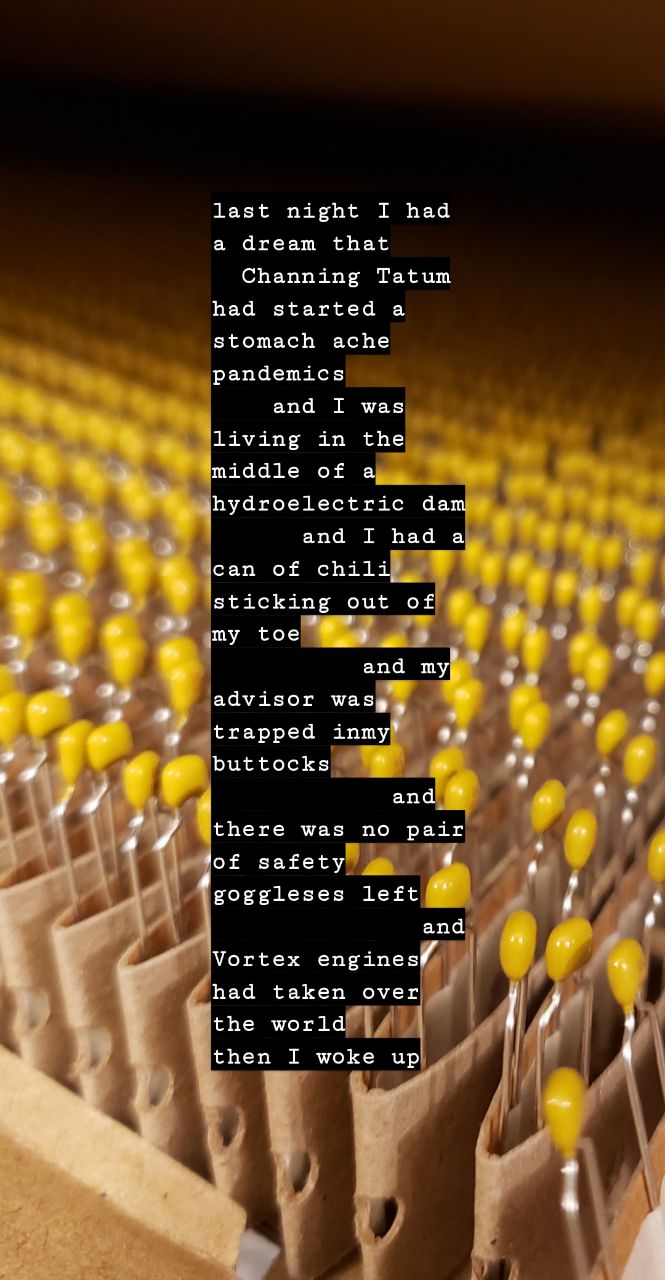 last night I had
a dream that
Channing Tatum
had started a
stomach ache
pandemics
and I was
living in the
middle of a
hydroelectric dam
and I had a
can of chili
sticking out of
my toe
and my
advisor was
trapped inmy
buttocks
and
there was no pair
of safety
goggleses left
and
Vortex engines
had taken over
the world
then I woke up